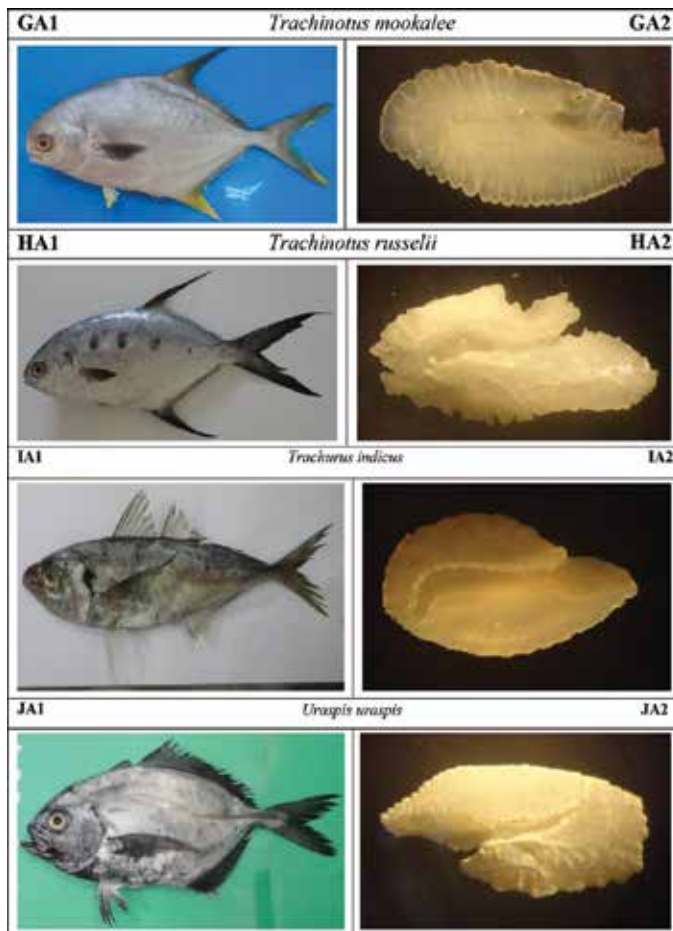 GA1 Trachinotus mookalee GA2
HA1 Trachinotus russelii HA2
IA1 Trachurus indicus IA2
JA1 Uraspis uraspis JA2